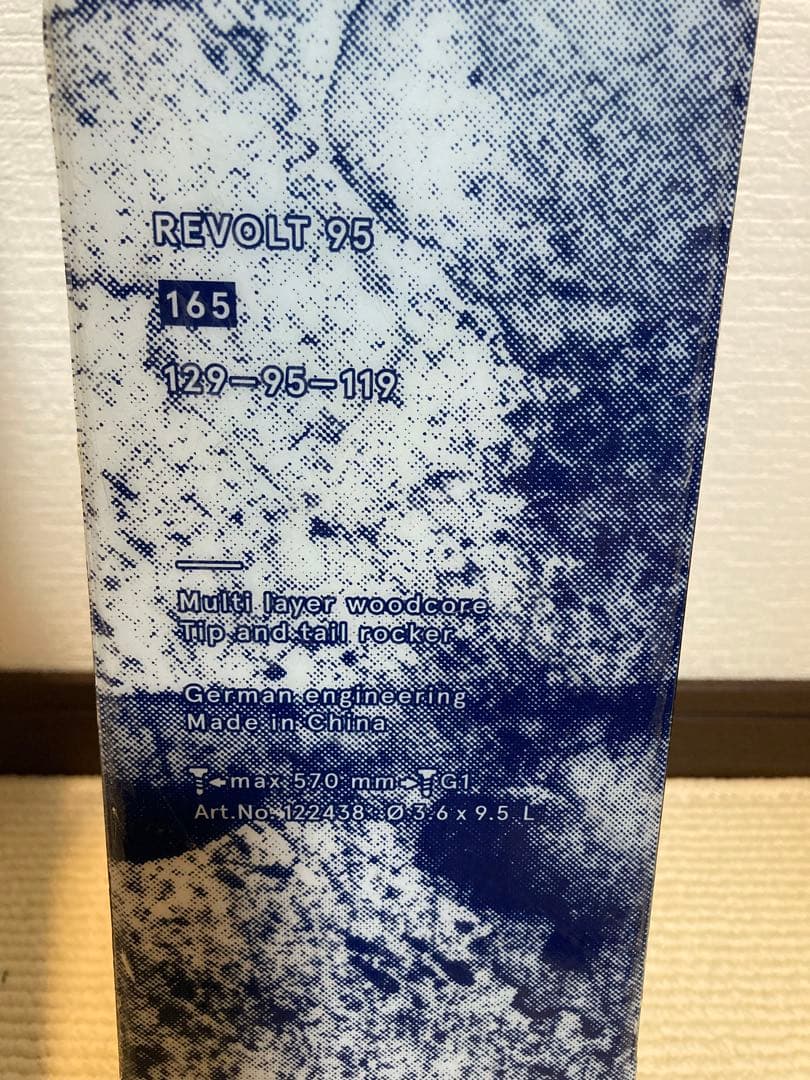 REVOLT 95
165
129–95–119
Multi layer woodcore
Tip and tail rocker
German engineering
Made in China
max 570 mm G1
Art.No. 122438 Ø 3.6 x 9.5 L